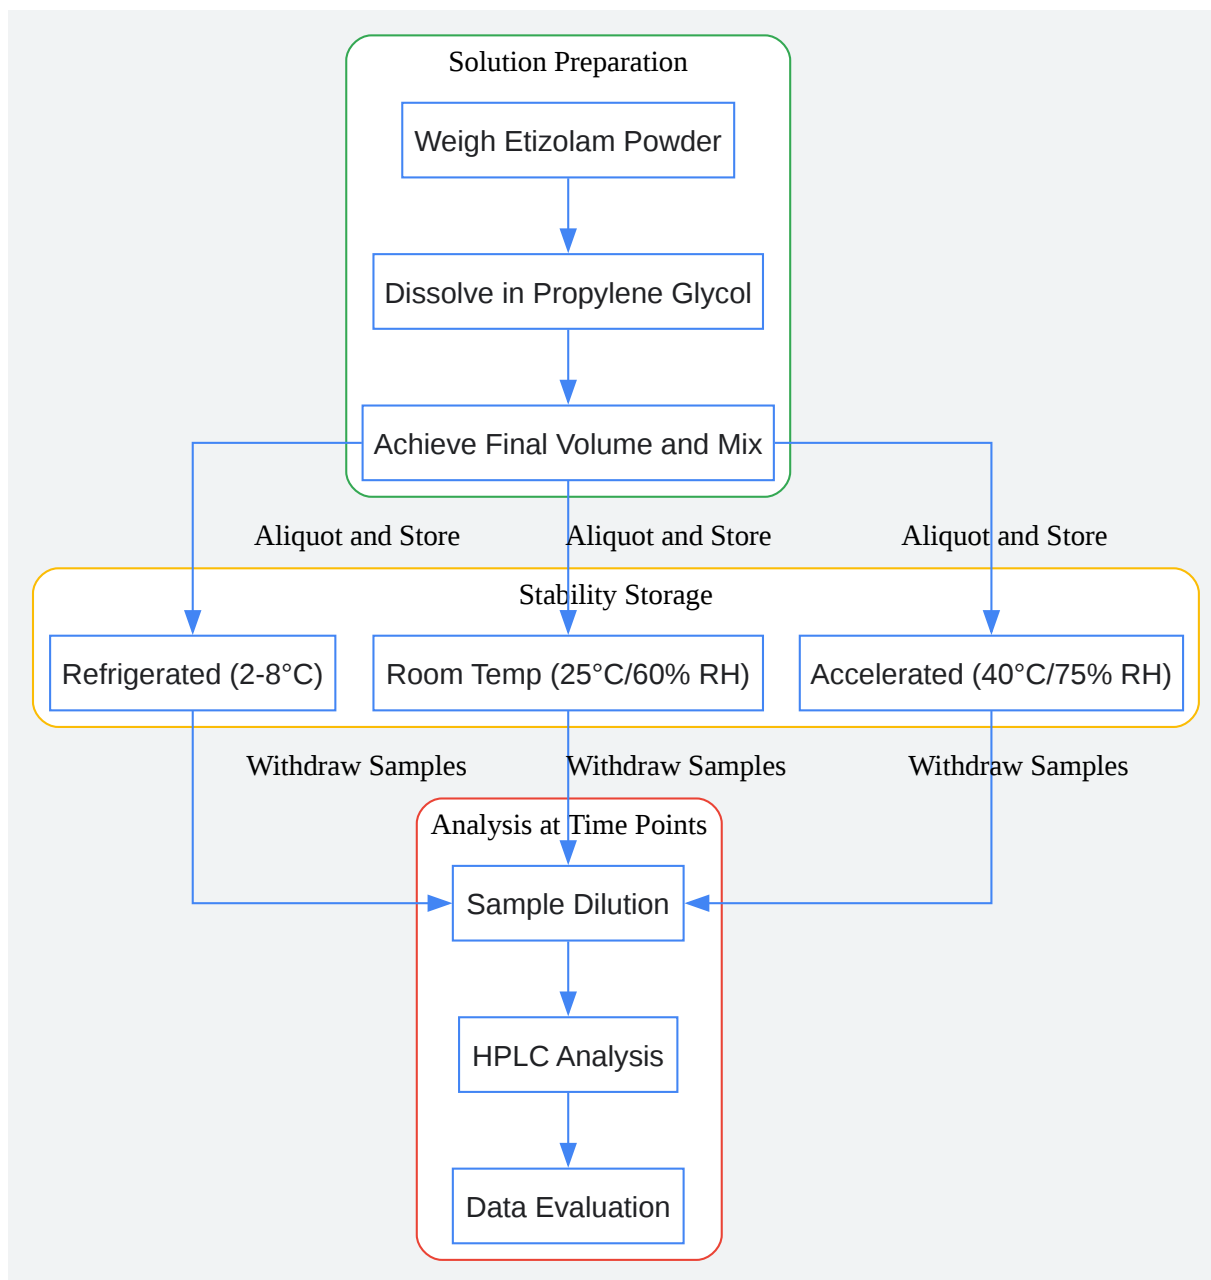 Solution Preparation
Weigh Etizolam Powder
Dissolve in Propylene Glycol
Achieve Final Volume and Mix
Aliquot and Store
Aliquot and Store
Aliquot and Store
Stability Storage
Refrigerated (2-8°C)
Room Temp (25°C/60% RH)
Accelerated (40°C/75% RH)
Withdraw Samples
Withdraw Samples
Withdraw Samples
Analysis at Time Points
Sample Dilution
HPLC Analysis
Data Evaluation